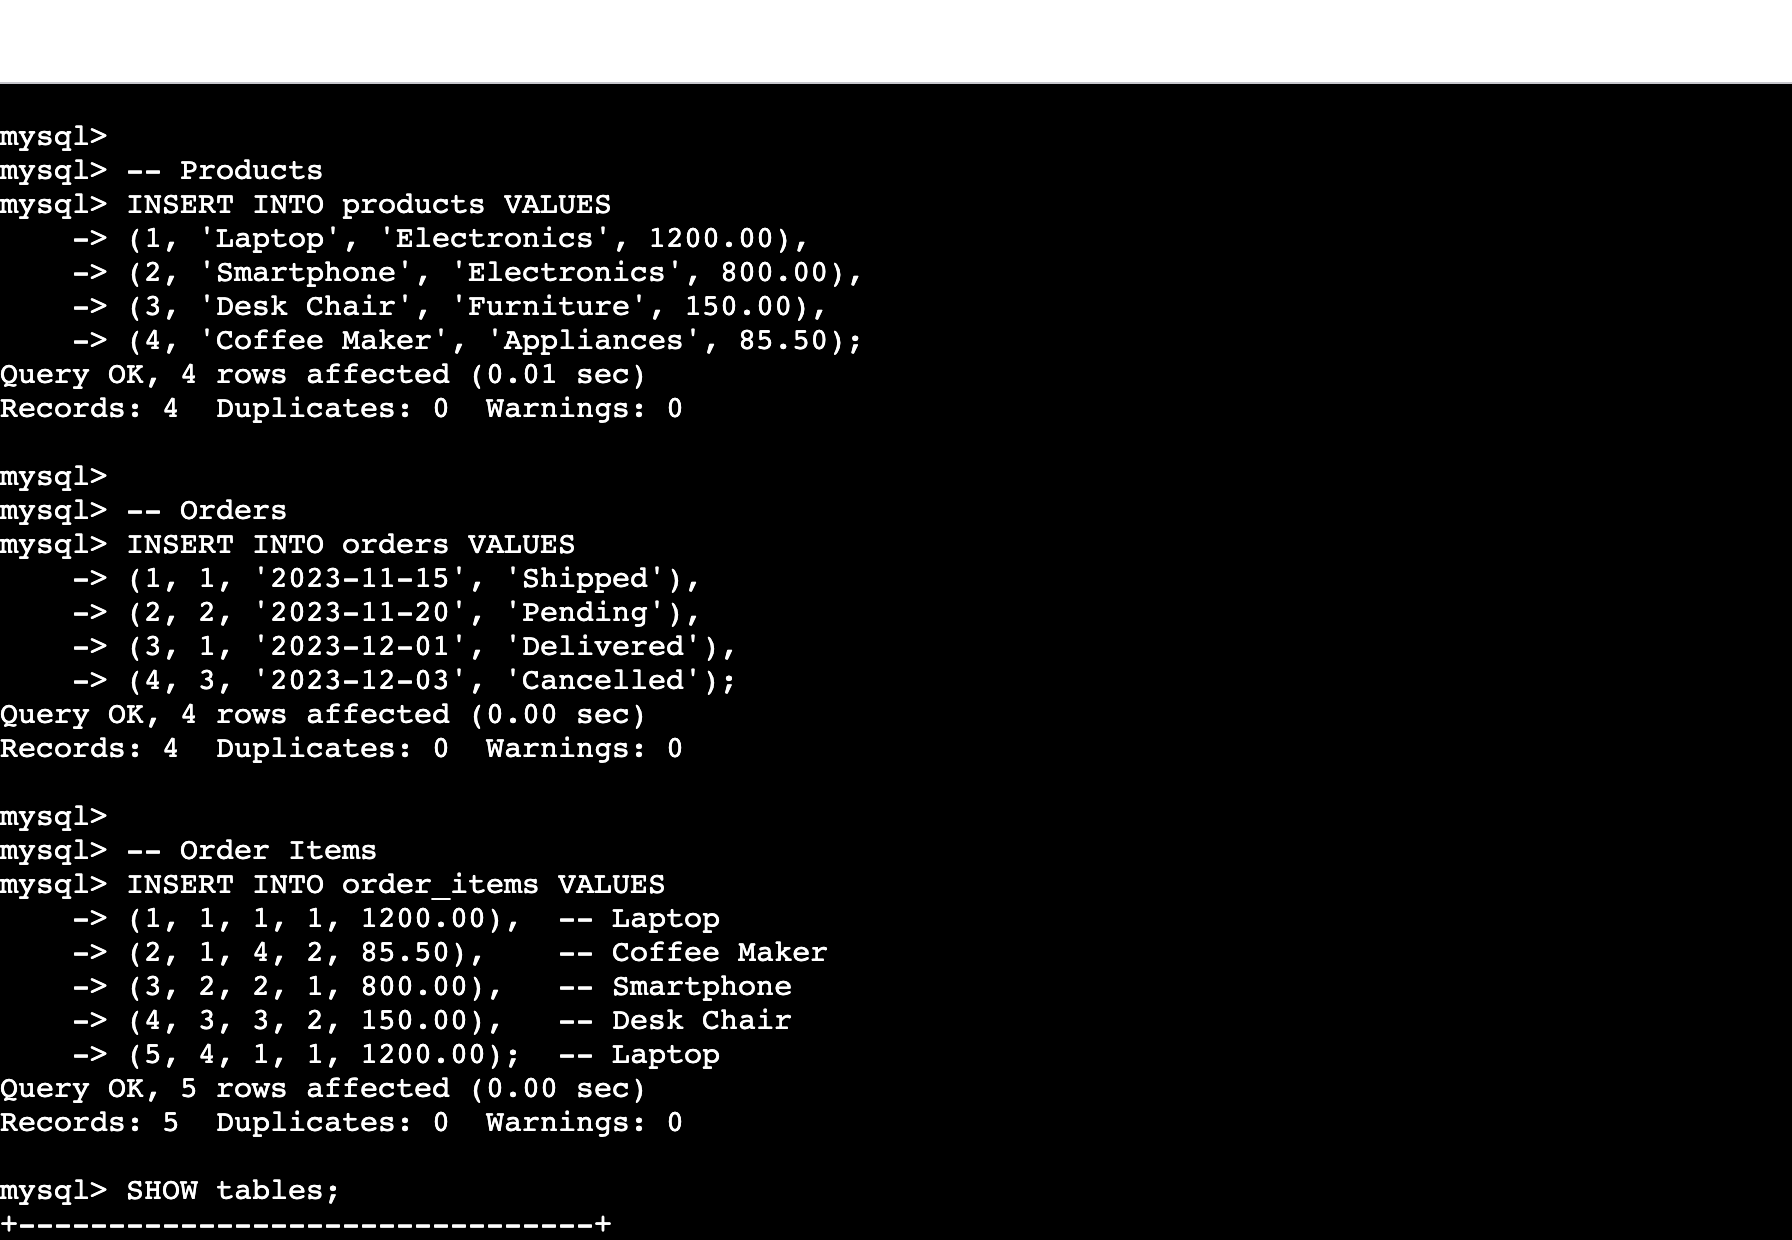 mysql>
mysql> -- Products
mysql> INSERT INTO products VALUES
    -> (1, 'Laptop', 'Electronics', 1200.00),
    -> (2, 'Smartphone', 'Electronics', 800.00),
    -> (3, 'Desk Chair', 'Furniture', 150.00),
    -> (4, 'Coffee Maker', 'Appliances', 85.50);
Query OK, 4 rows affected (0.01 sec)
Records: 4  Duplicates: 0  Warnings: 0

mysql>
mysql> -- Orders
mysql> INSERT INTO orders VALUES
    -> (1, 1, '2023-11-15', 'Shipped'),
    -> (2, 2, '2023-11-20', 'Pending'),
    -> (3, 1, '2023-12-01', 'Delivered'),
    -> (4, 3, '2023-12-03', 'Cancelled');
Query OK, 4 rows affected (0.00 sec)
Records: 4  Duplicates: 0  Warnings: 0

mysql>
mysql> -- Order Items
mysql> INSERT INTO order_items VALUES
    -> (1, 1, 1, 1, 1200.00),  -- Laptop
    -> (2, 1, 4, 2, 85.50),    -- Coffee Maker
    -> (3, 2, 2, 1, 800.00),   -- Smartphone
    -> (4, 3, 3, 2, 150.00),   -- Desk Chair
    -> (5, 4, 1, 1, 1200.00);  -- Laptop
Query OK, 5 rows affected (0.00 sec)
Records: 5  Duplicates: 0  Warnings: 0

mysql> SHOW tables;
+--------------------------------+